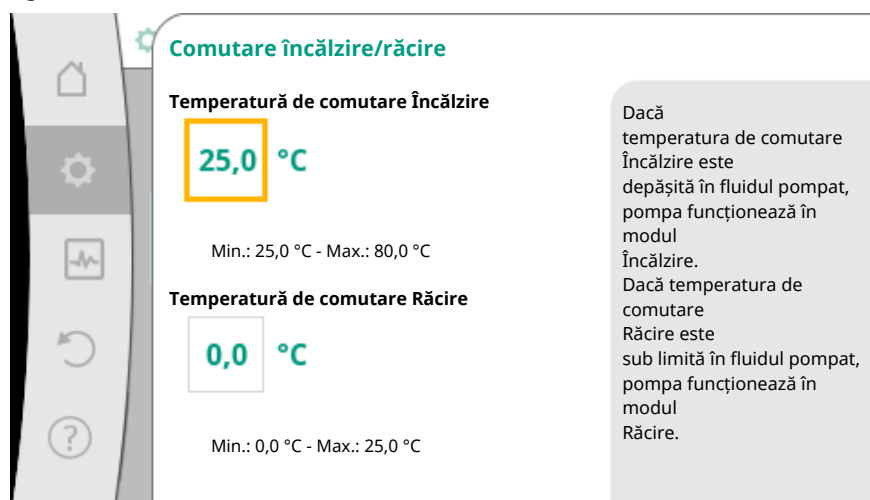 Comutare încălzire/răcire
Temperatură de comutare Încălzire
25,0 °C
Min.: 25,0 °C - Max.: 80,0 °C
Temperatură de comutare Răcire
0,0 °C
Min.: 0,0 °C - Max.: 25,0 °C
Dacă
temperatura de comutare
Încălzire este
depășită în fluidul pompat,
pompa funcționează în
modul
Încălzire.
Dacă temperatura de
comutare
Răcire este
sub limită în fluidul pompat,
pompa funcționează în
modul
Răcire.
?